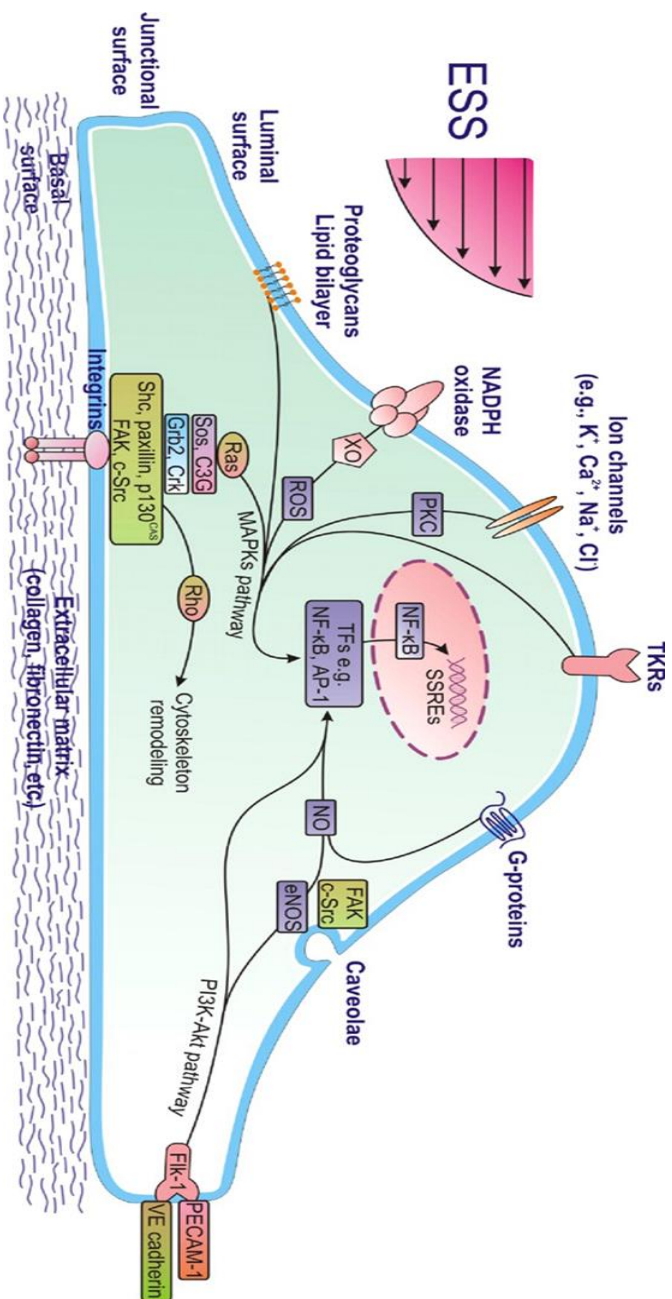 ESS
Ion channels
(e.g., K⁺, Ca²⁺, Na⁺, Cl⁻)
TKRs
G-proteins
NADPH
oxidase
Proteoglycans
Lipid bilayer
Luminal
surface
Junctional
surface
Caveolae
XO
ROS
PKC
NF-κB
SSREs
TFs e.g.
NF-κB, AP-1
NO
FAK
c-Src
eNOS
MAPKs pathway
Ras
Sos, C3G
Grb2, Crk
Shc, paxillin, p130ᶜᴬˢ
FAK, c-Src
Rho
Cytoskeleton
remodeling
PI3K-Akt pathway
Flk-1
PECAM-1
VE cadherin
Integrins
Basal
surface
Extracellular matrix
(collagen, fibronectin, etc.)